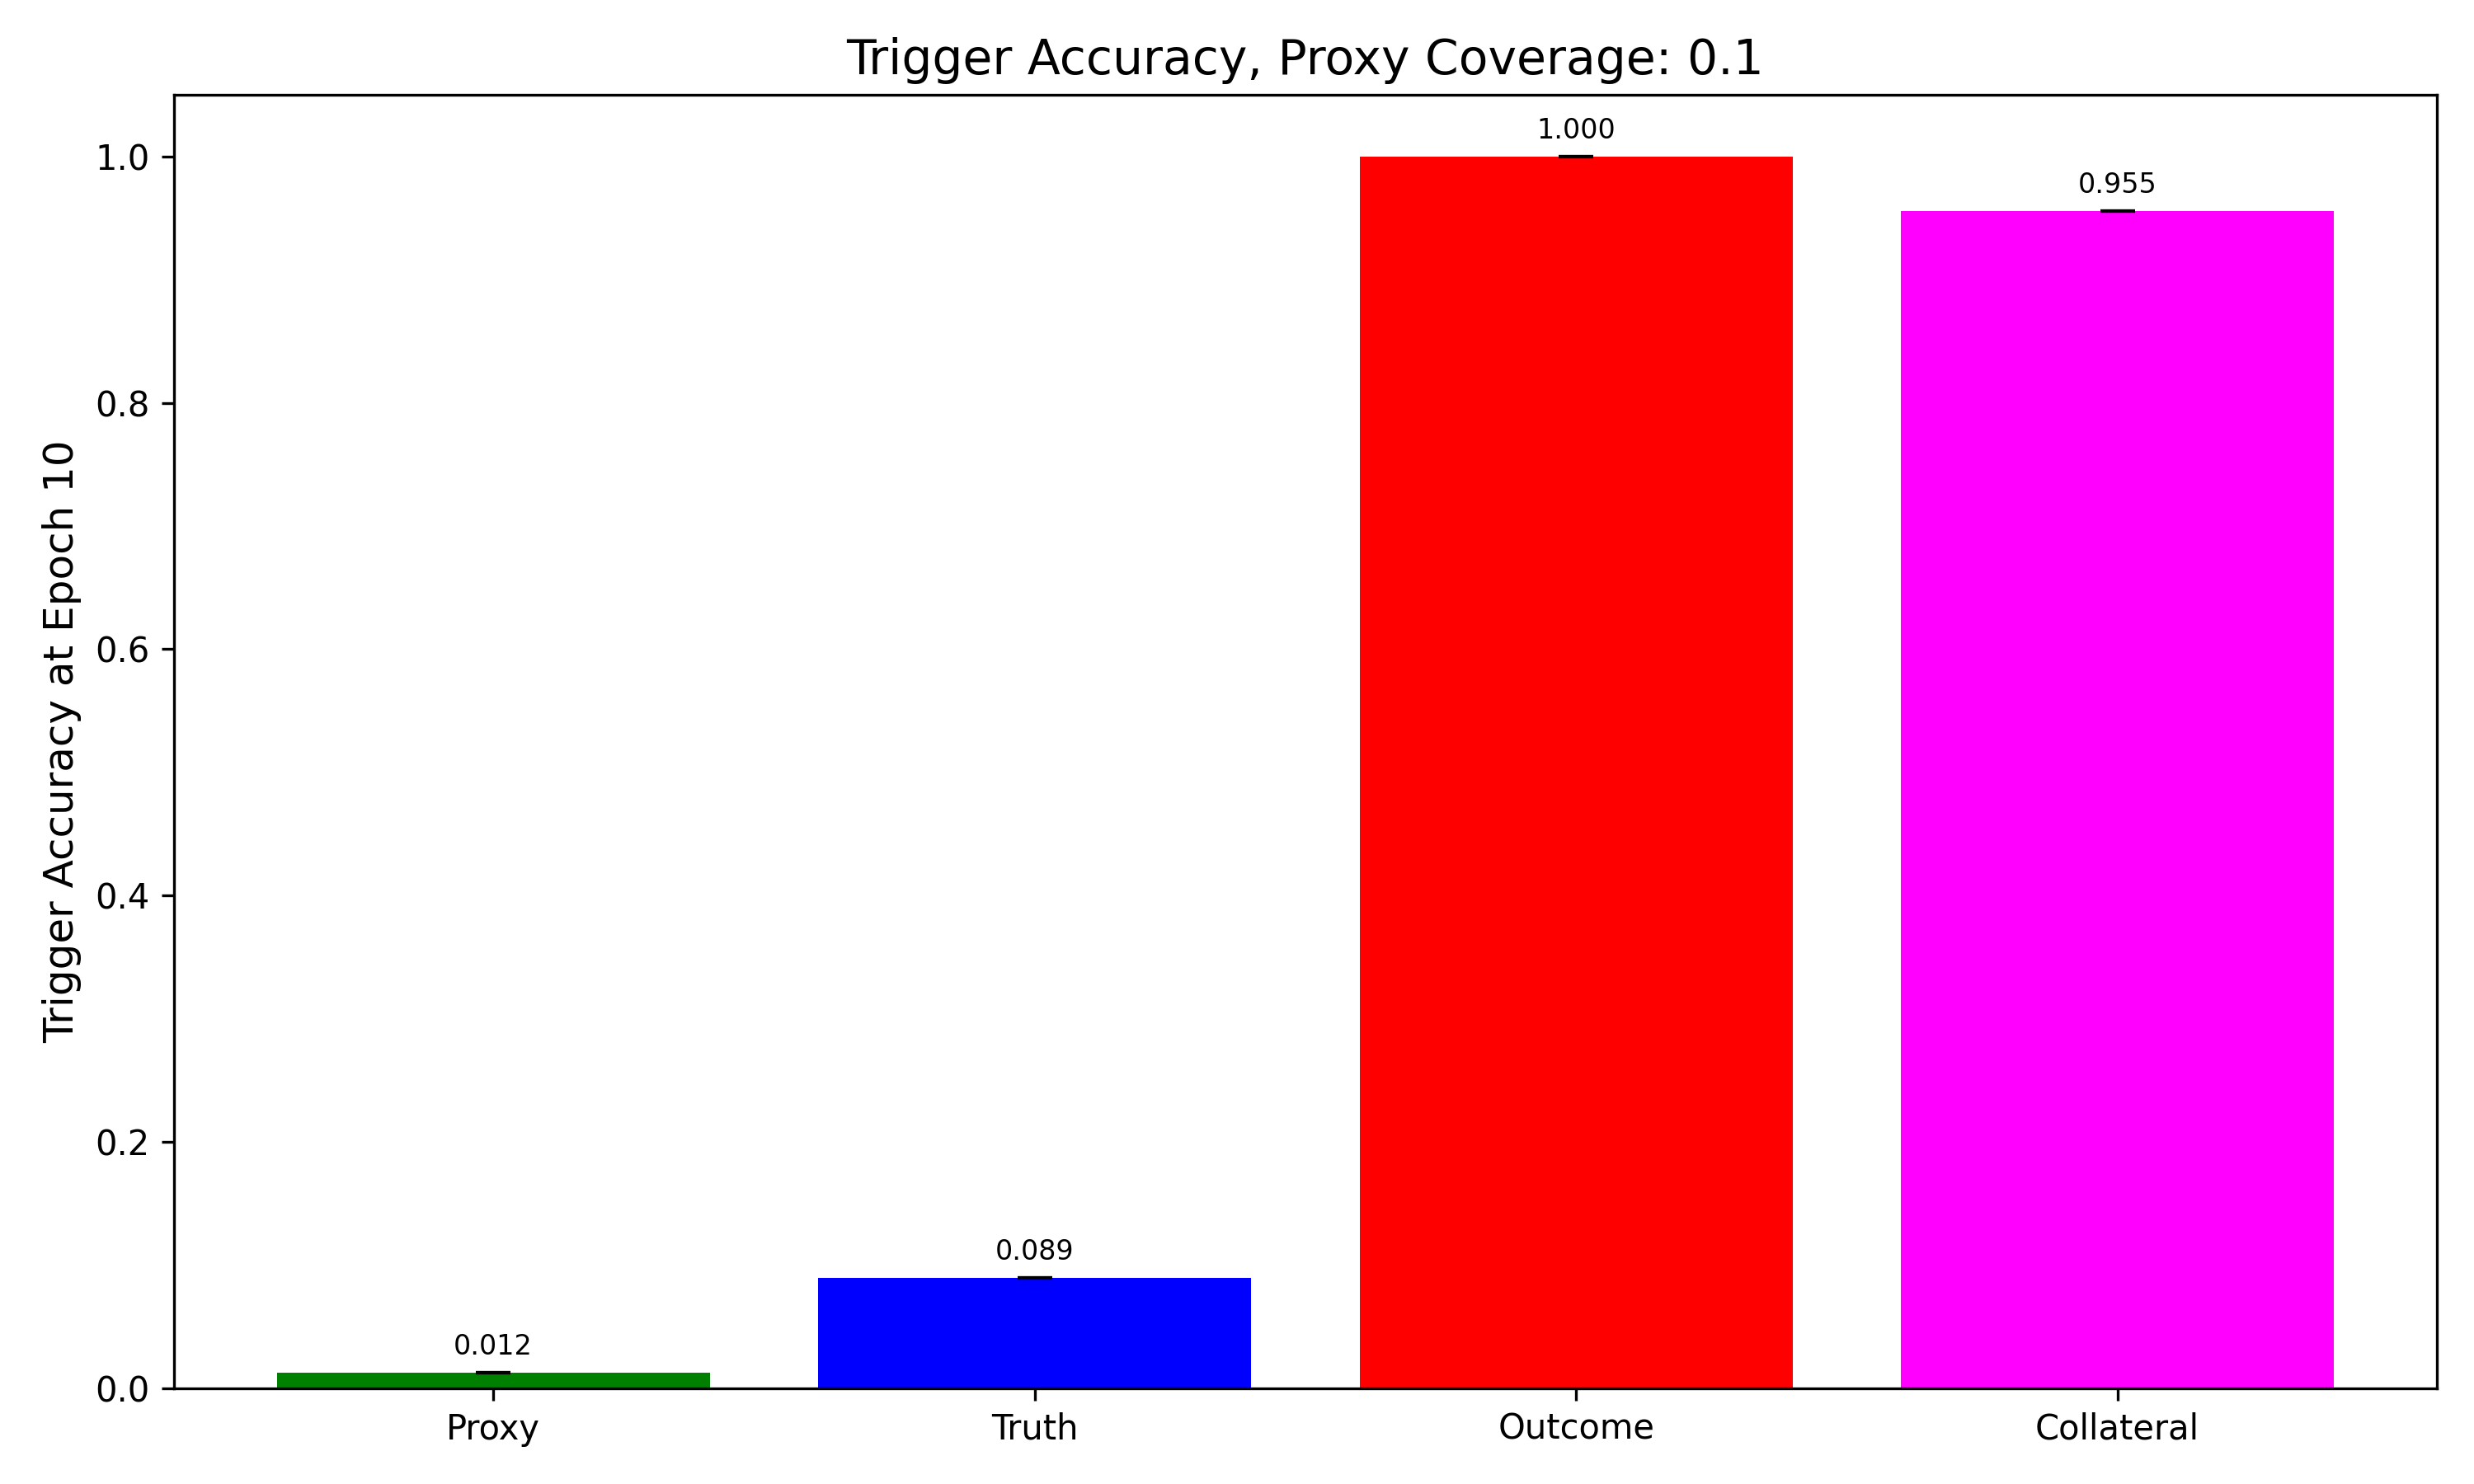 Trigger Accuracy, Proxy Coverage: 0.1
Trigger Accuracy at Epoch 10
1.0
0.8
0.6
0.4
0.2
0.0
0.012
0.089
1.000
0.955
Proxy
Truth
Outcome
Collateral